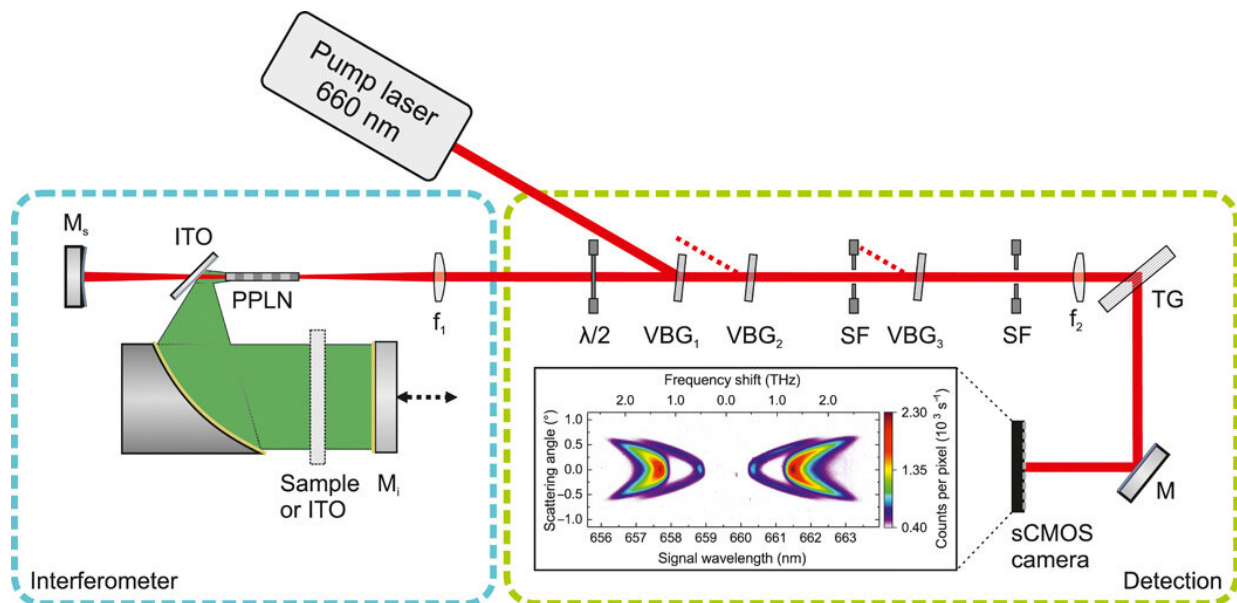 Pump laser
660 nm
Mₛ
ITO
PPLN
f₁
λ/2
VBG₁
VBG₂
SF
VBG₃
SF
f₂
TG
Sample
or ITO
Mᵢ
M
sCMOS
camera
Frequency shift (THz)
2.0 1.0 0.0 1.0 2.0
Scattering angle (°)
1.0
0.5
0.0
−0.5
−1.0
656 657 658 659 660 661 662 663
Signal wavelength (nm)
2.30
1.35
0.40
Counts per pixel (10³ s⁻¹)
Interferometer
Detection